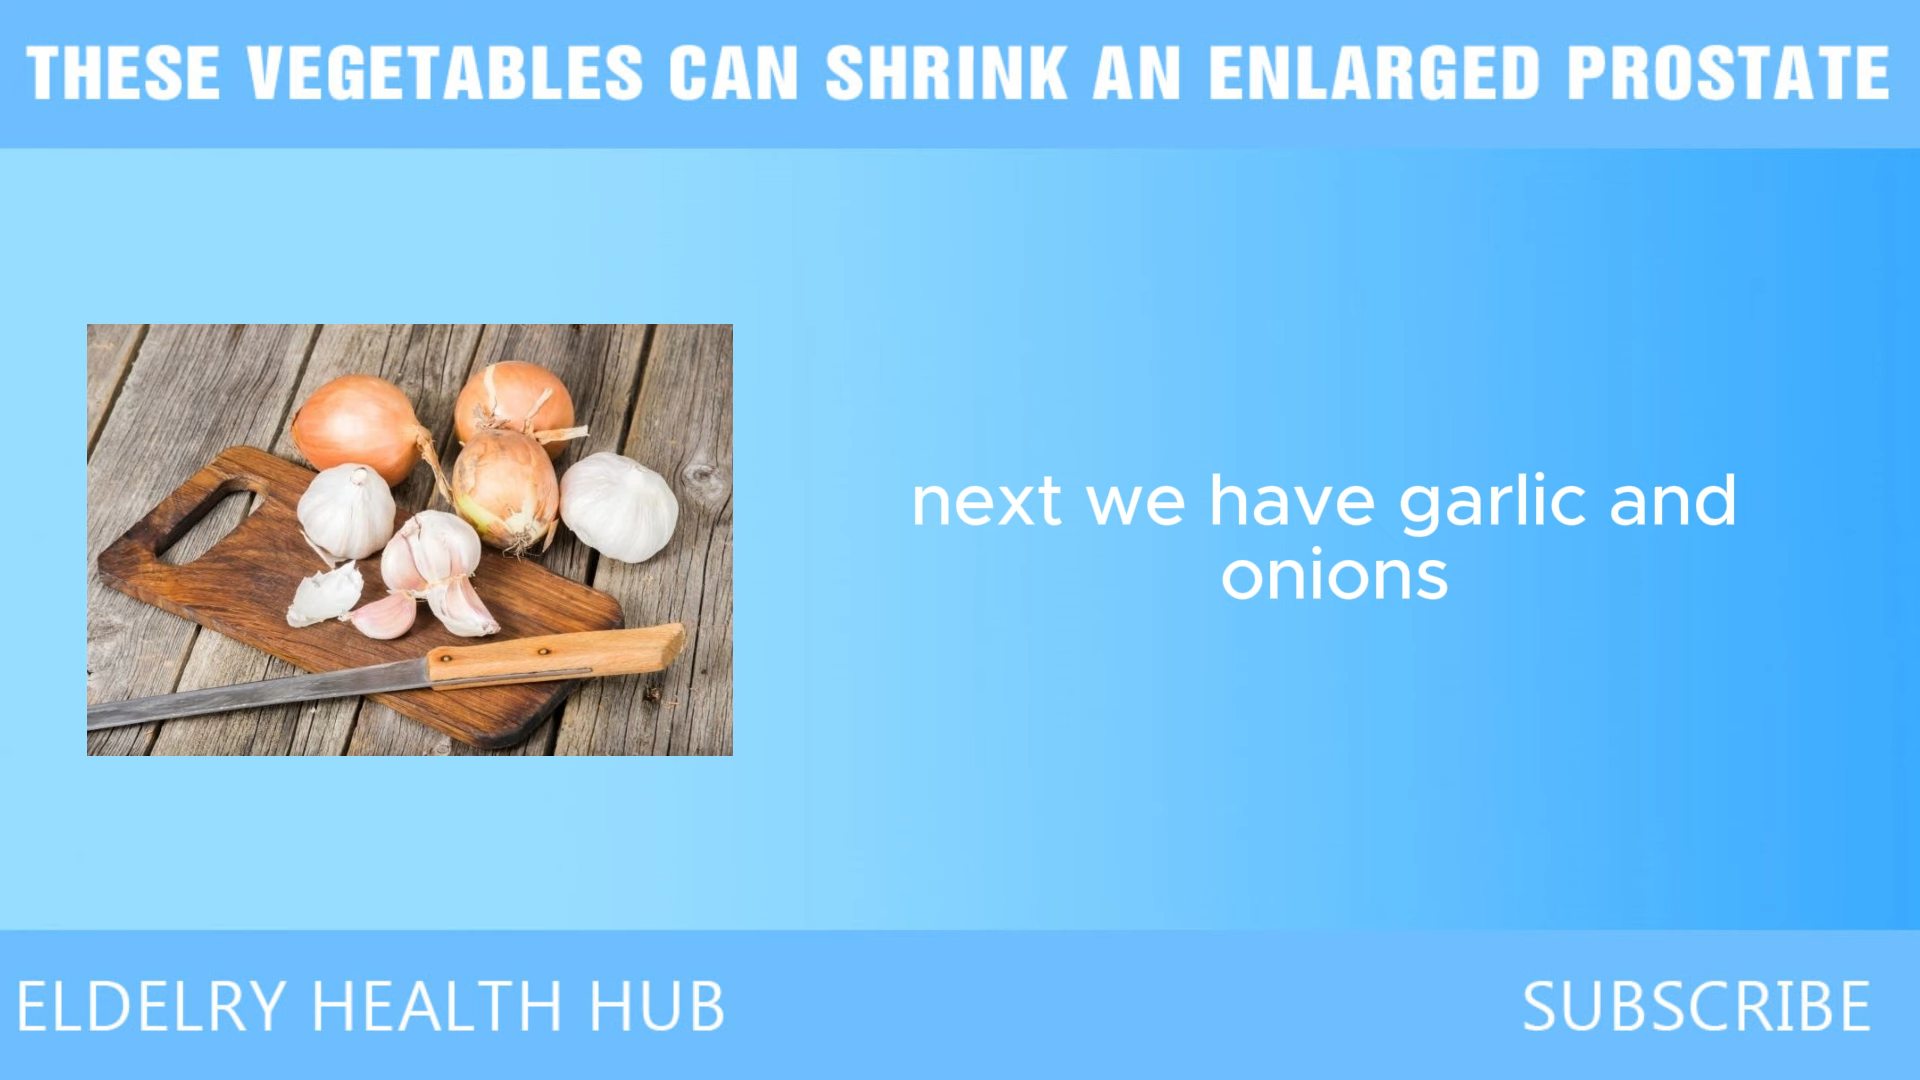 THESE VEGETABLES CAN SHRINK AN ENLARGED PROSTATE
next we have garlic and
onions
ELDELRY HEALTH HUB
SUBSCRIBE